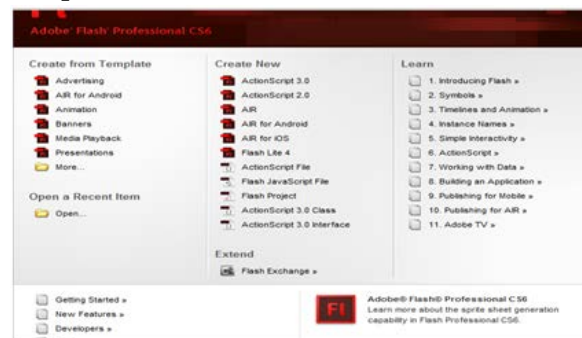 Fl
Adobe® Flash® Professional CS6
Create from Template
Advertising
AIR for Android
Animation
Banners
Media Playback
Presentations
More...
Open a Recent Item
Open...
Create New
ActionScript 3.0
ActionScript 2.0
AIR
AIR for Android
AIR for iOS
Flash Lite 4
ActionScript File
Flash JavaScript File
Flash Project
ActionScript 3.0 Class
ActionScript 3.0 Interface
Extend
Flash Exchange »
Learn
1. Introducing Flash »
2. Symbols »
3. Timelines and Animation »
4. Instance Names »
5. Simple Interactivity »
6. ActionScript »
7. Working with Data »
8. Building an Application »
9. Publishing for Mobile »
10. Publishing for AIR »
11. Adobe TV »
Getting Started »
New Features »
Developers »
Fl
Adobe® Flash® Professional CS6
Learn more about the sprite sheet generation
capability in Flash Professional CS6.